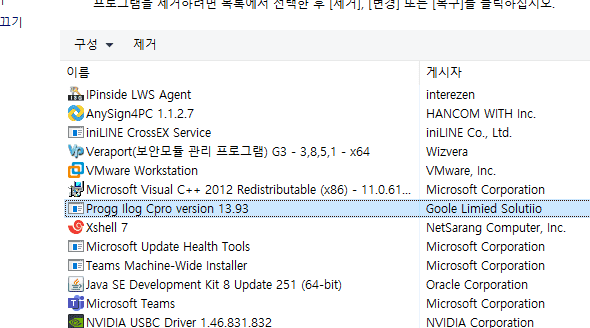 프로그램을 제거하려면 목록에서 선택한 후 [제거], [변경] 또는 [복구]를 클릭하십시오.
끄기
구성 제거
이름 게시자
IPinside LWS Agent interezen
AnySign4PC 1.1.2.7 HANCOM WITH Inc.
iniLINE CrossEX Service iniLINE Co., Ltd.
Veraport(보안모듈 관리 프로그램) G3 - 3,8,5,1 - x64 Wizvera
VMware Workstation VMware, Inc.
Microsoft Visual C++ 2012 Redistributable (x86) - 11.0.61... Microsoft Corporation
Progg Ilog Cpro version 13.93 Goole Limied Solutiio
Xshell 7 NetSarang Computer, Inc.
Microsoft Update Health Tools Microsoft Corporation
Teams Machine-Wide Installer Microsoft Corporation
Java SE Development Kit 8 Update 251 (64-bit) Oracle Corporation
Microsoft Teams Microsoft Corporation
NVIDIA USBC Driver 1.46.831.832 NVIDIA Corporation